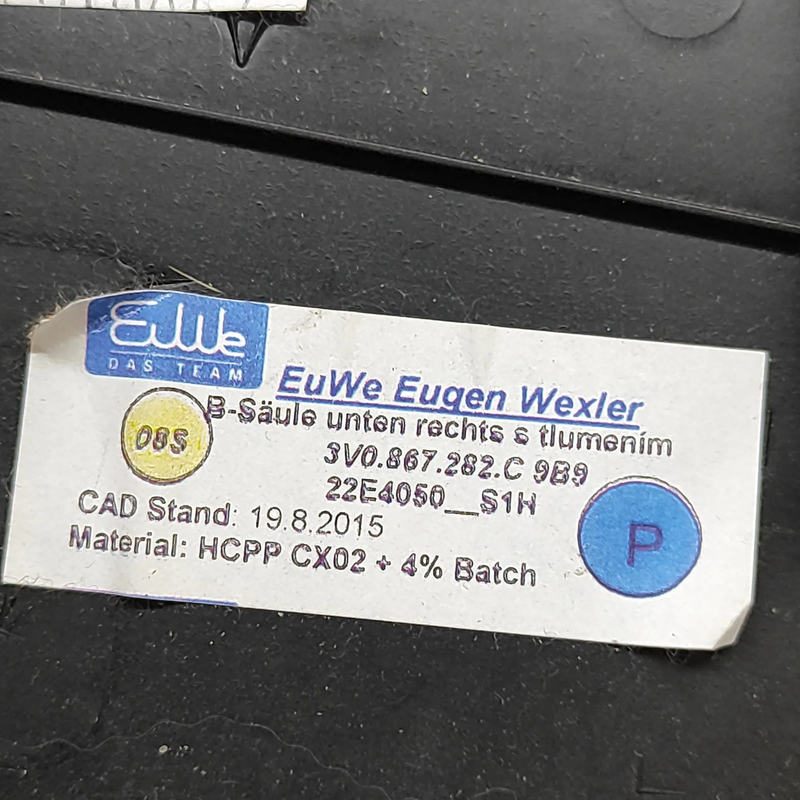 EuWe
DAS TEAM
EuWe Eugen Wexler
08S
B-Säule unten rechts s tlumením
3V0.867.282.C 9B9
22E4050__S1H
CAD Stand: 19.8.2015
Material: HCPP CX02 + 4% Batch
P